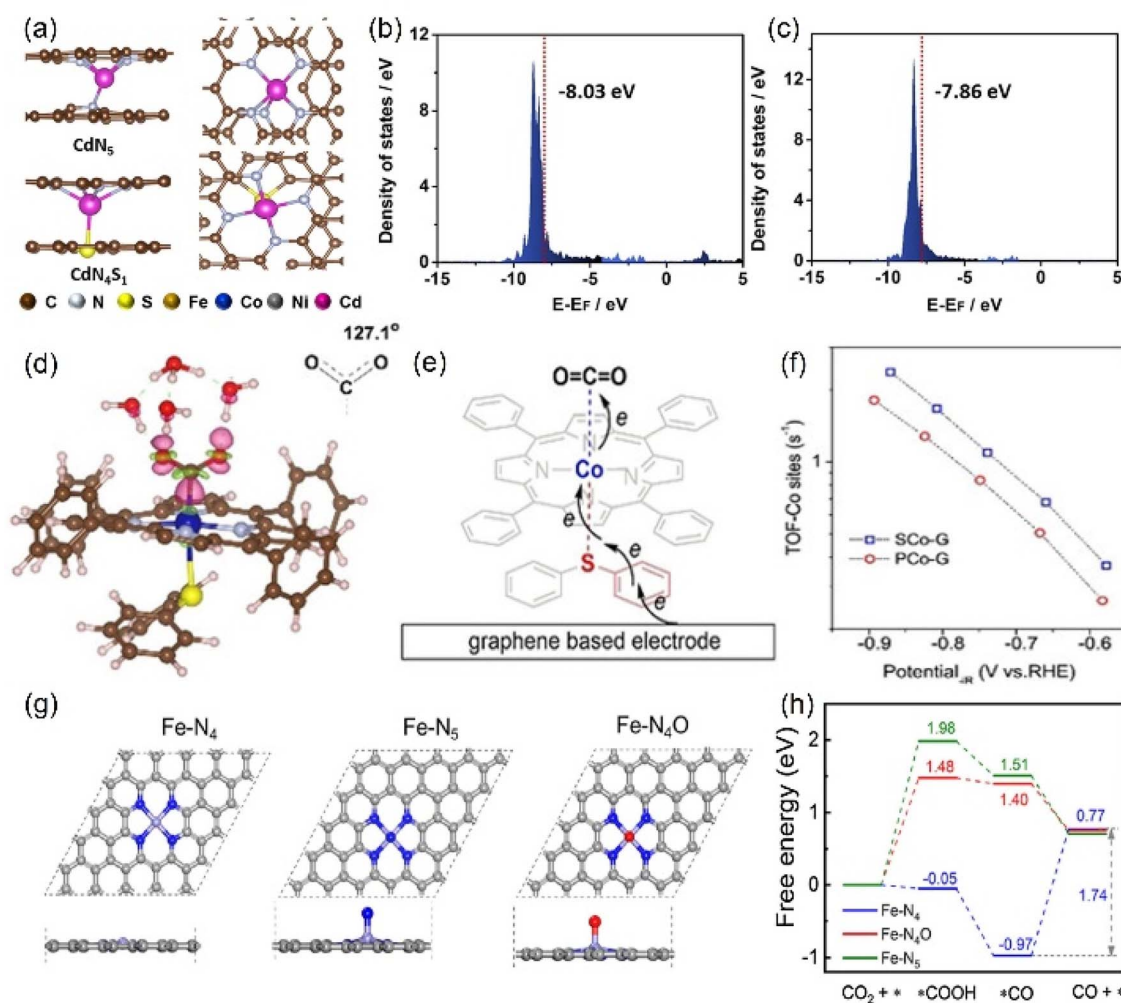 (a)
CdN₅
CdN₄S₁
C N S Fe Co Ni Cd
(b)
-8.03 eV
Density of states / eV
12
8
4
0
-15 -10 -5 0 5
E-EF / eV
(c)
-7.86 eV
Density of states / eV
12
8
4
0
-15 -10 -5 0 5
E-EF / eV
(d)
127.1°
O O
C
(e)
O=C=O
e
N
N Co N
e
e
S
e
graphene based electrode
(f)
TOF-Co sites (s⁻¹)
1
SCo-G
PCo-G
-0.9 -0.8 -0.7 -0.6
Potential-iR (V vs.RHE)
(g)
Fe-N₄
Fe-N₅
Fe-N₄O
(h)
Free energy (eV)
2
1
0
-1
1.98
1.51
1.48
1.40
0.77
-0.05
1.74
-0.97
Fe-N₄
Fe-N₄O
Fe-N₅
CO₂ + * *COOH *CO CO + *